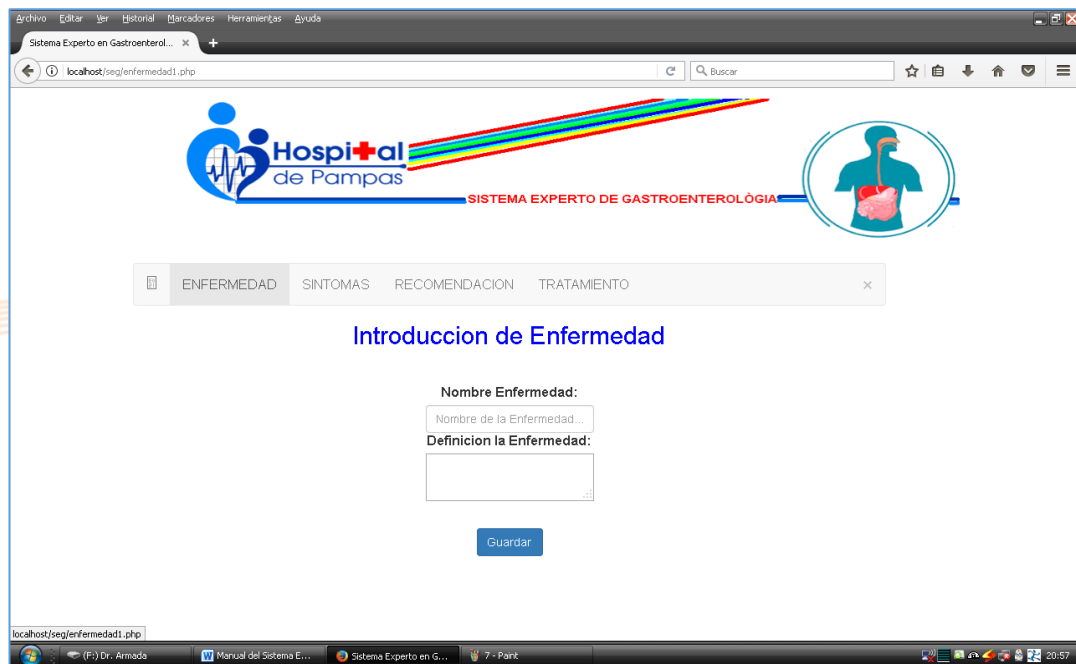 Archivo Editar Ver Historial Marcadores Herramientas Ayuda
Sistema Experto en Gastroenterol...
localhost/seg/enfermedad1.php
Buscar
Hospital
de Pampas
SISTEMA EXPERTO DE GASTROENTEROLÒGIA
ENFERMEDAD SINTOMAS RECOMENDACION TRATAMIENTO ×
Introduccion de Enfermedad
Nombre Enfermedad:
Nombre de la Enfermedad...
Definicion la Enfermedad:
Guardar
localhost/seg/enfermedad1.php
(F:) Dr. Armada Manual del Sistema E... Sistema Experto en G... 7 - Paint 20:57